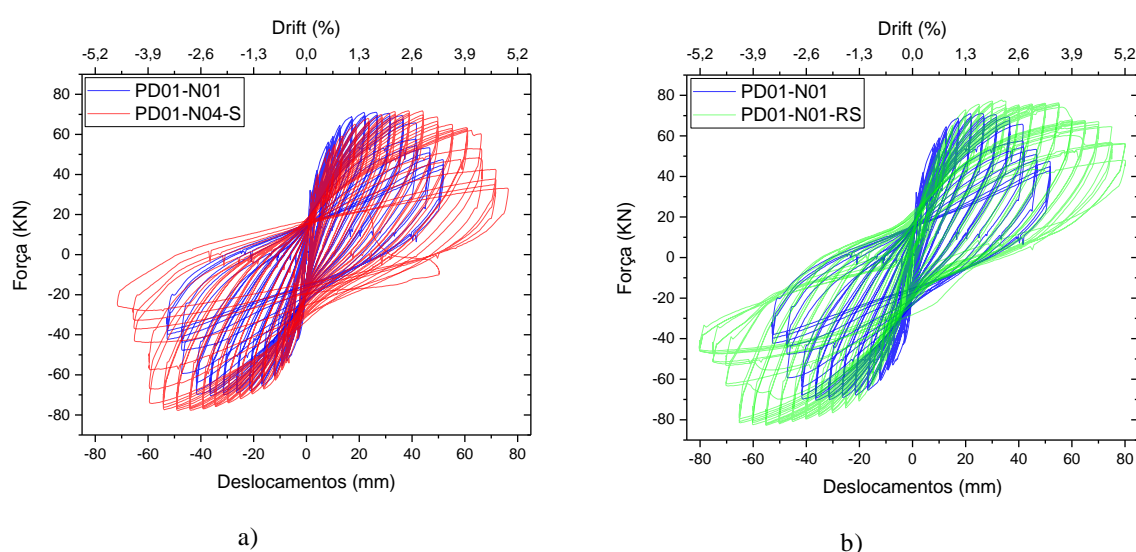 Drift (%)
-5,2 -3,9 -2,6 -1,3 0,0 1,3 2,6 3,9 5,2
PD01-N01
PD01-N04-S
80
60
40
20
0
-20
-40
-60
-80
Força (KN)
-80 -60 -40 -20 0 20 40 60 80
Deslocamentos (mm)
a)
Drift (%)
-5,2 -3,9 -2,6 -1,3 0,0 1,3 2,6 3,9 5,2
PD01-N01
PD01-N01-RS
80
60
40
20
0
-20
-40
-60
-80
Força (KN)
-80 -60 -40 -20 0 20 40 60 80
Deslocamentos (mm)
b)